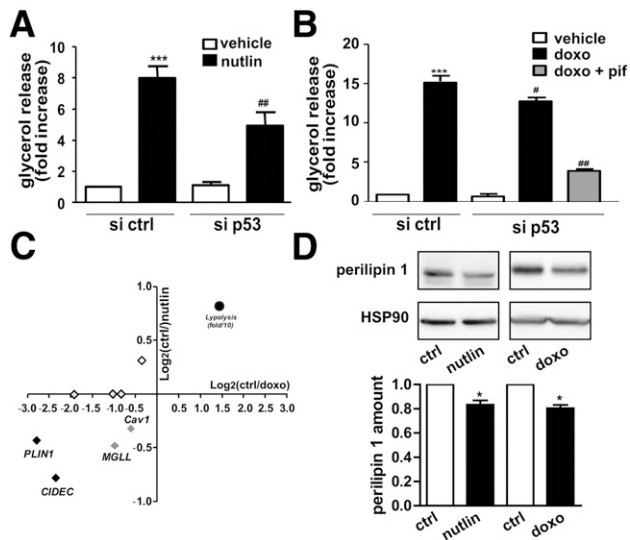 A
glycerol release
(fold increase)
10
8
6
4
2
0
vehicle
nutlin
***
##
si ctrl
si p53
B
glycerol release
(fold increase)
20
15
10
5
0
vehicle
doxo
doxo + pif
***
#
##
si ctrl
si p53
C
Log2(ctrl/)nutlin
1.0
0.5
-0.5
-1.0
Lypolysis
(fold/10)
Log2(ctrl/doxo)
-3.0 -2.5 -2.0 -1.5 -1.0 -0.5 0.5 1.0 1.5 2.0 2.5 3.0
Cav1
PLIN1
MGLL
CIDEC
D
perilipin 1
HSP90
ctrl
nutlin
ctrl
doxo
perilipin 1 amount
1.0
0.8
0.6
0.4
0.2
0.0
*
*
ctrl
nutlin
ctrl
doxo